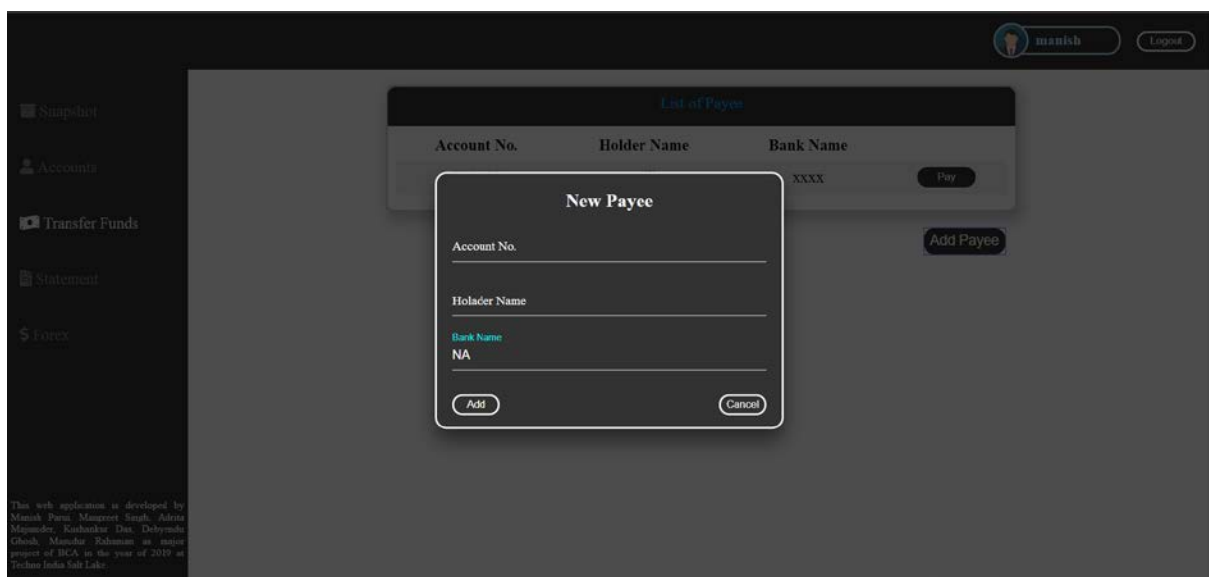 manish
Logout
Snapshot
Accounts
Transfer Funds
Statement
$ Forex
List of Payee
Account No. Holder Name Bank Name
xxxx Pay
Add Payee
New Payee
Account No.
Holader Name
Bank Name
NA
Add Cancel
This web application is developed by
Manish Parui, Manpreet Singh, Adrita
Majumder, Kushankur Das, Debyendu
Ghosh, Masudur Rahaman as major
project of BCA in the year of 2019 at
Techno India Salt Lake.